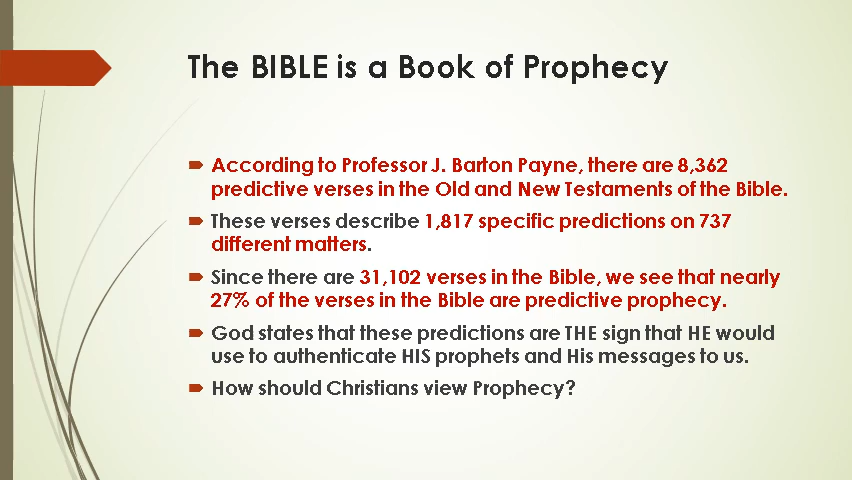 The BIBLE is a Book of Prophecy
According to Professor J. Barton Payne, there are 8,362
predictive verses in the Old and New Testaments of the Bible.
These verses describe 1,817 specific predictions on 737
different matters.
Since there are 31,102 verses in the Bible, we see that nearly
27% of the verses in the Bible are predictive prophecy.
God states that these predictions are THE sign that HE would
use to authenticate HIS prophets and His messages to us.
How should Christians view Prophecy?